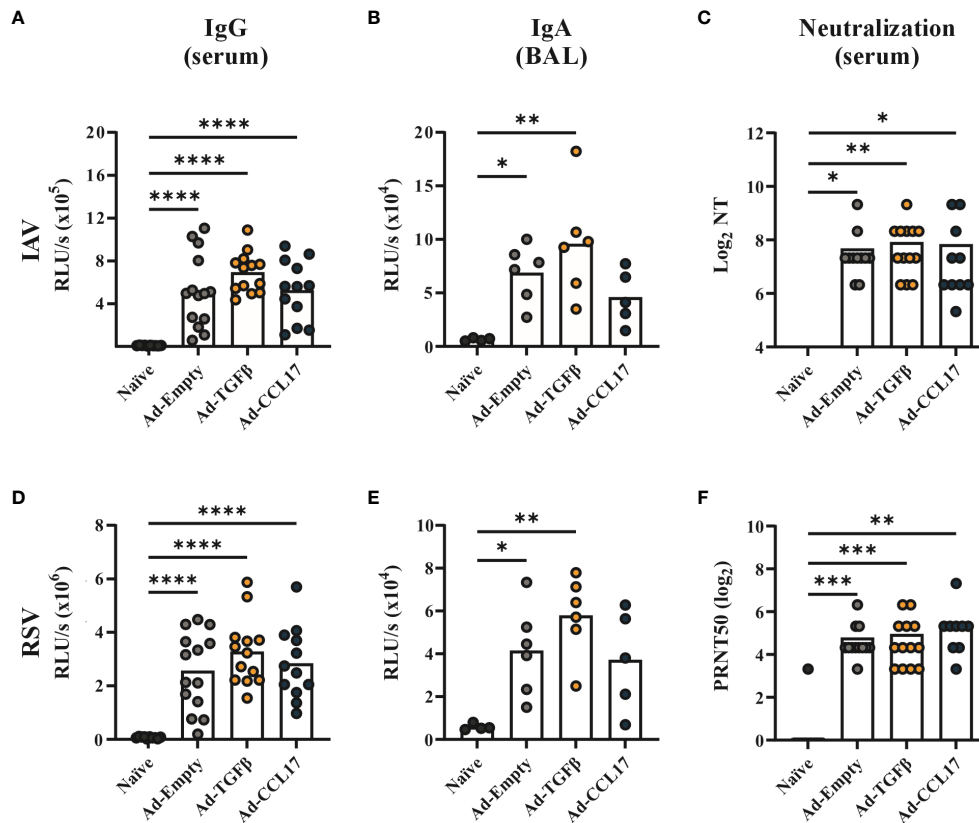 A
IgG
(serum)
B
IgA
(BAL)
C
Neutralization
(serum)
IAV
RLU/s (x10⁵)
20
16
12
8
4
****
****
****
Naïve
Ad-Empty
Ad-TGFβ
Ad-CCL17
RLU/s (x10⁴)
20
15
10
5
0
**
*
Naïve
Ad-Empty
Ad-TGFβ
Ad-CCL17
Log₂ NT
12
10
8
6
4
*
**
*
Naïve
Ad-Empty
Ad-TGFβ
Ad-CCL17
D
RSV
RLU/s (x10⁶)
8
6
4
2
0
****
****
****
Naïve
Ad-Empty
Ad-TGFβ
Ad-CCL17
E
RLU/s (x10⁴)
10
8
6
4
2
0
**
*
Naïve
Ad-Empty
Ad-TGFβ
Ad-CCL17
F
PRNT50 (log₂)
10
8
6
4
2
0
**
***
***
Naïve
Ad-Empty
Ad-TGFβ
Ad-CCL17